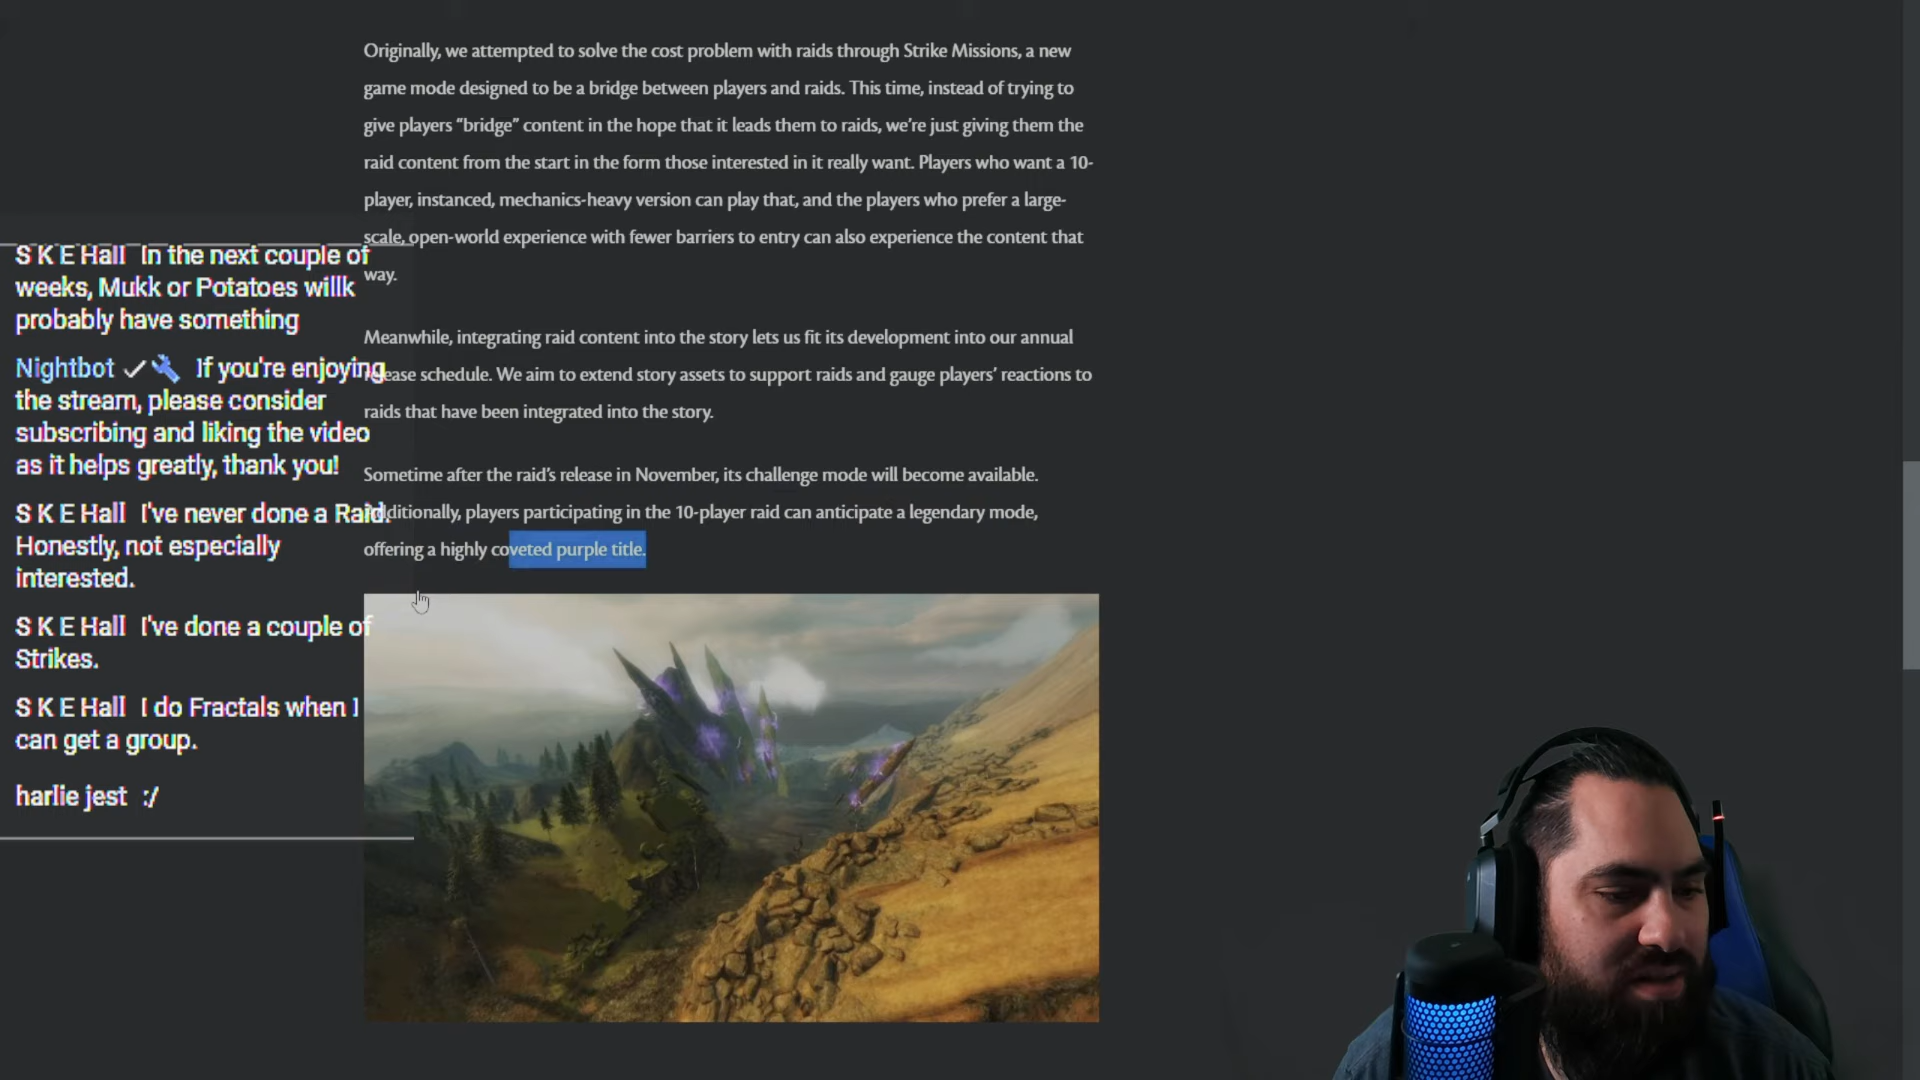 Originally, we attempted to solve the cost problem with raids through Strike Missions, a new
game mode designed to be a bridge between players and raids. This time, instead of trying to
give players “bridge” content in the hope that it leads them to raids, we’re just giving them the
raid content from the start in the form those interested in it really want. Players who want a 10-
player, instanced, mechanics-heavy version can play that, and the players who prefer a large-
scale, open-world experience with fewer barriers to entry can also experience the content that
way.
Meanwhile, integrating raid content into the story lets us fit its development into our annual
release schedule. We aim to extend story assets to support raids and gauge players’ reactions to
raids that have been integrated into the story.
Sometime after the raid’s release in November, its challenge mode will become available.
Additionally, players participating in the 10-player raid can anticipate a legendary mode,
offering a highly coveted purple title.
S K E Hall In the next couple of
weeks, Mukk or Potatoes willk
probably have something
Nightbot If you're enjoying
the stream, please consider
subscribing and liking the video
as it helps greatly, thank you!
S K E Hall I've never done a Raid.
Honestly, not especially
interested.
S K E Hall I've done a couple of
Strikes.
S K E Hall I do Fractals when I
can get a group.
harlie jest :/